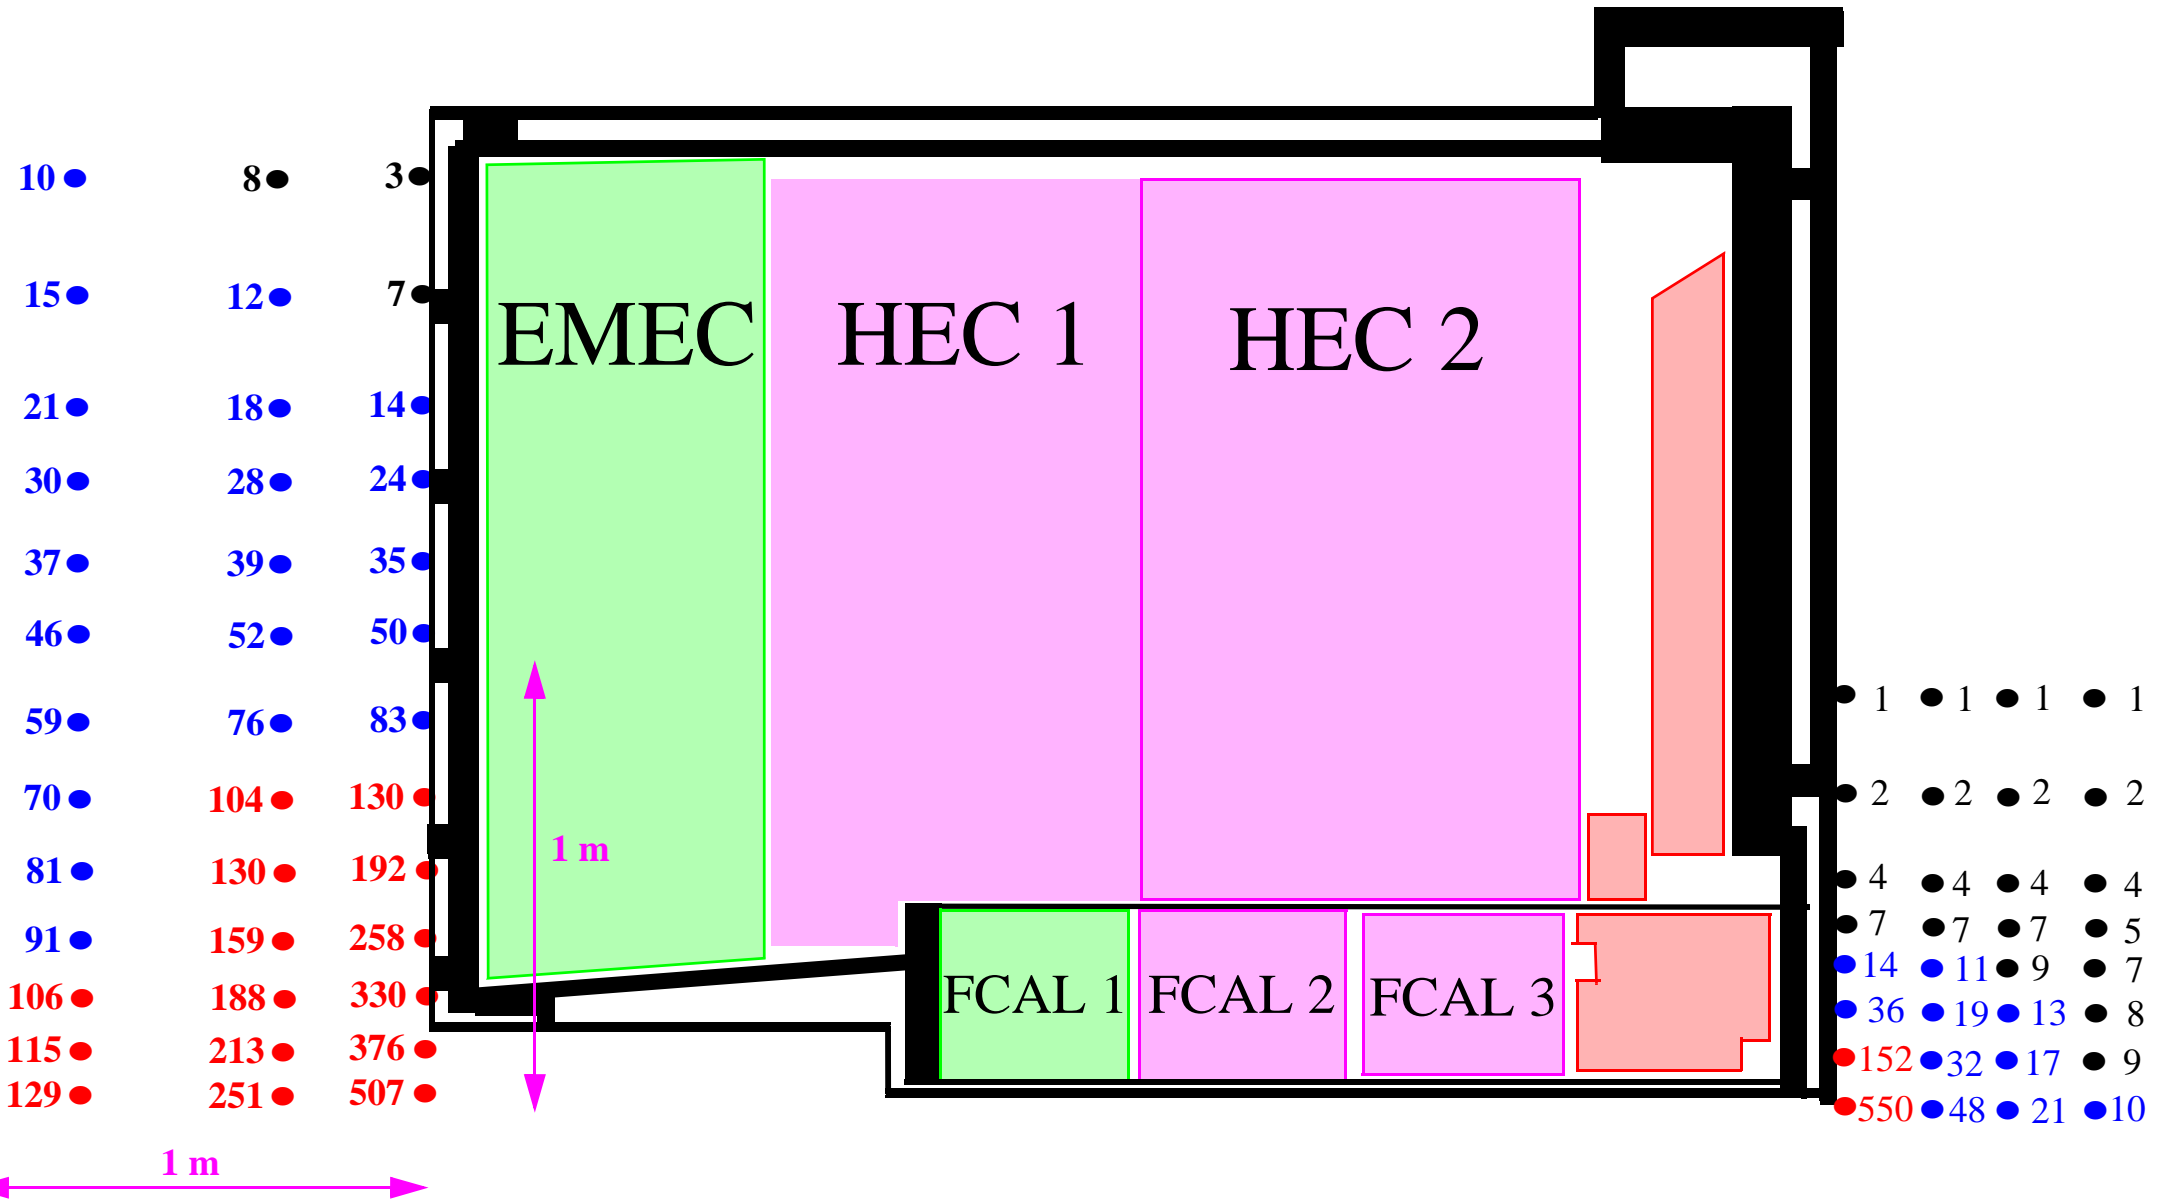 10 8 3
15 12 7
EMEC HEC 1 HEC 2
21 18 14
30 28 24
37 39 35
46 52 50
1 1 1 1
59 76 83
70 104 130
2 2 2 2
1 m
81 130 192
4 4 4 4
91 159 258
7 7 7 5
14 11 9 7
106 188 330
FCAL 1 FCAL 2 FCAL 3
36 19 13 8
115 213 376
152 32 17 9
129 251 507
550 48 21 10
1 m